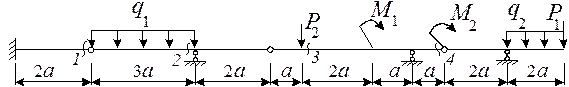 q₁ P₂ M₁ M₂ q₂ P₁
1 2 3 4
2a 3a 2a a 2a a a 2a 2a